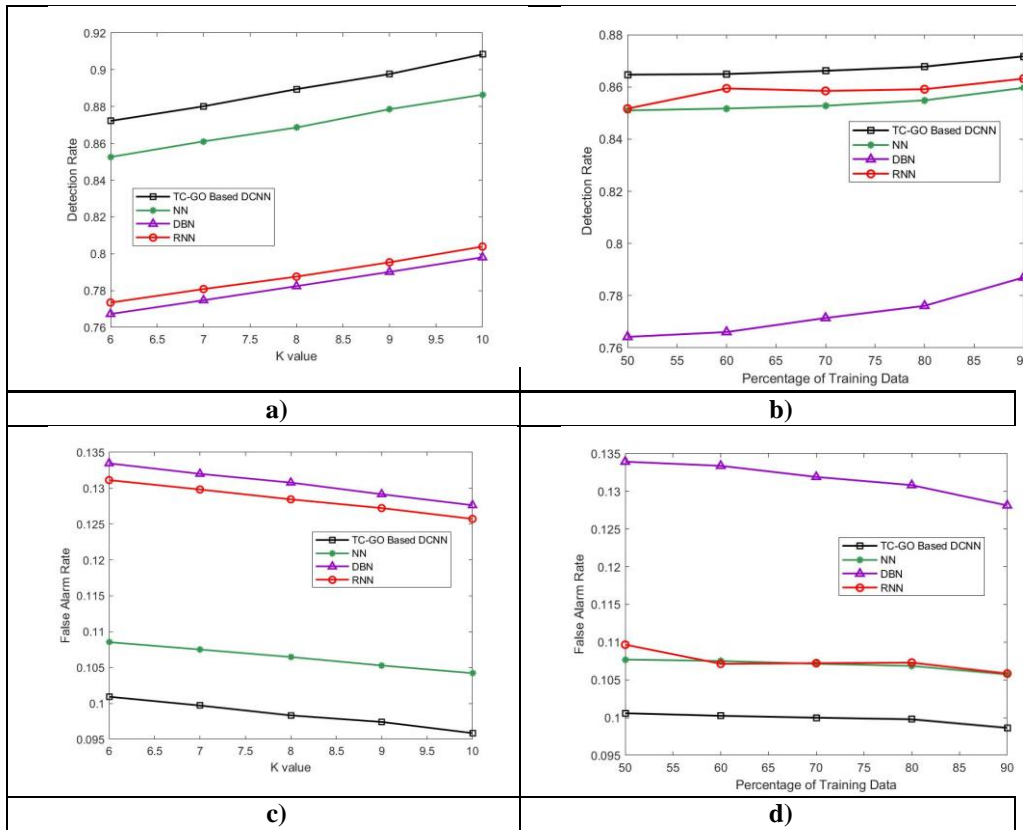 0.92
0.9
0.88
0.86
0.84
0.82
0.8
0.78
0.76
Detection Rate
TC-GO Based DCNN
NN
DBN
RNN
6 6.5 7 7.5 8 8.5 9 9.5 10
K value
0.88
0.86
0.84
0.82
0.8
0.78
0.76
Detection Rate
TC-GO Based DCNN
NN
DBN
RNN
50 55 60 65 70 75 80 85
Percentage of Training Data
a) b)
0.135
0.13
0.125
0.12
0.115
0.11
0.105
0.1
0.095
False Alarm Rate
TC-GO Based DCNN
NN
DBN
RNN
6 6.5 7 7.5 8 8.5 9 9.5 10
K value
0.135
0.13
0.125
0.12
0.115
0.11
0.105
0.1
0.095
False Alarm Rate
TC-GO Based DCNN
NN
DBN
RNN
50 55 60 65 70 75 80 85 90
Percentage of Training Data
c) d)